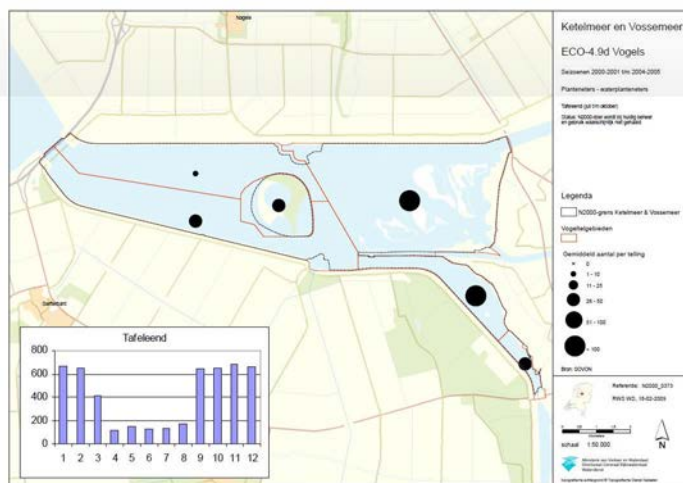 Nagele
Ketelmeer en Vossemeer
ECO-4.9d Vogels
Seizoenen 2000-2001 t/m 2004-2005
Planteneters - waterplanteneters
Tafeleend (juli t/m oktober)
Legenda
N2000-grens Ketelmeer & Vossemeer
Vogeltelgebieden
Gemiddeld aantal per telling
0
1 - 10
11 - 25
26 - 50
51 - 100
> 100
Bron: SOVON
Referentie: N2000_0373
schaal 1:50.000
N
Tafeleend
800
600
400
200
0
1 2 3 4 5 6 7 8 9 10 11 12